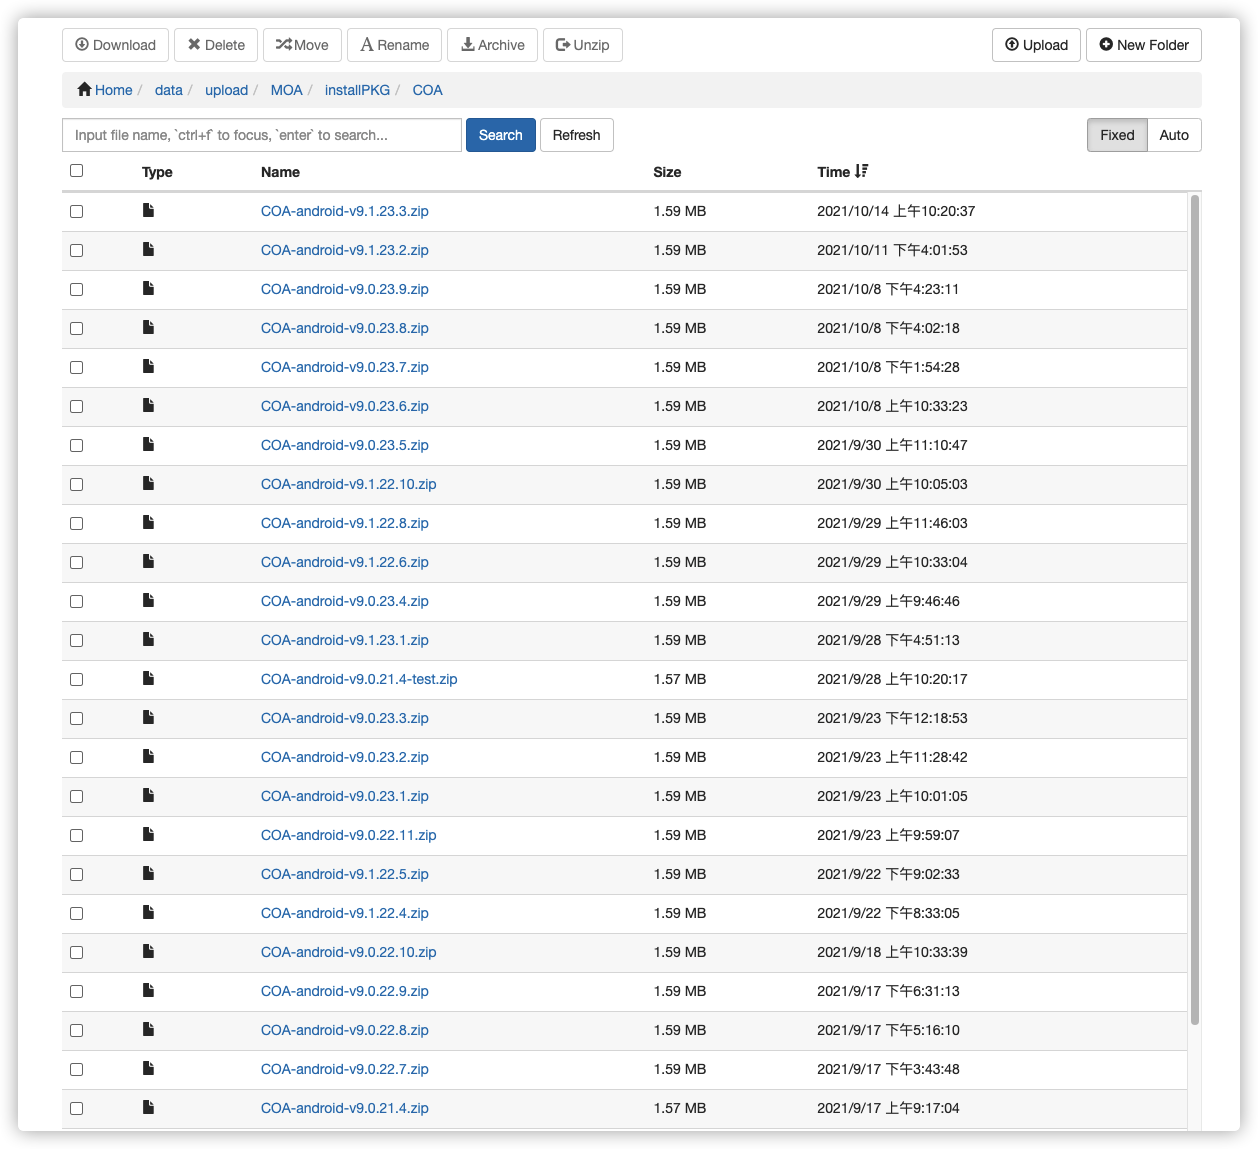 Download Delete Move Rename Archive Unzip Upload New Folder
Home / data / upload / MOA / installPKG / COA
Input file name, `ctrl+f` to focus, `enter` to search... Search Refresh Fixed Auto
Type Name Size Time
COA-android-v9.1.23.3.zip 1.59 MB 2021/10/14 上午10:20:37
COA-android-v9.1.23.2.zip 1.59 MB 2021/10/11 下午4:01:53
COA-android-v9.0.23.9.zip 1.59 MB 2021/10/8 下午4:23:11
COA-android-v9.0.23.8.zip 1.59 MB 2021/10/8 下午4:02:18
COA-android-v9.0.23.7.zip 1.59 MB 2021/10/8 下午1:54:28
COA-android-v9.0.23.6.zip 1.59 MB 2021/10/8 上午10:33:23
COA-android-v9.0.23.5.zip 1.59 MB 2021/9/30 上午11:10:47
COA-android-v9.1.22.10.zip 1.59 MB 2021/9/30 上午10:05:03
COA-android-v9.1.22.8.zip 1.59 MB 2021/9/29 上午11:46:03
COA-android-v9.1.22.6.zip 1.59 MB 2021/9/29 上午10:33:04
COA-android-v9.0.23.4.zip 1.59 MB 2021/9/29 上午9:46:46
COA-android-v9.1.23.1.zip 1.59 MB 2021/9/28 下午4:51:13
COA-android-v9.0.21.4-test.zip 1.57 MB 2021/9/28 上午10:20:17
COA-android-v9.0.23.3.zip 1.59 MB 2021/9/23 下午12:18:53
COA-android-v9.0.23.2.zip 1.59 MB 2021/9/23 上午11:28:42
COA-android-v9.0.23.1.zip 1.59 MB 2021/9/23 上午10:01:05
COA-android-v9.0.22.11.zip 1.59 MB 2021/9/23 上午9:59:07
COA-android-v9.1.22.5.zip 1.59 MB 2021/9/22 下午9:02:33
COA-android-v9.1.22.4.zip 1.59 MB 2021/9/22 下午8:33:05
COA-android-v9.0.22.10.zip 1.59 MB 2021/9/18 上午10:33:39
COA-android-v9.0.22.9.zip 1.59 MB 2021/9/17 下午6:31:13
COA-android-v9.0.22.8.zip 1.59 MB 2021/9/17 下午5:16:10
COA-android-v9.0.22.7.zip 1.59 MB 2021/9/17 下午3:43:48
COA-android-v9.0.21.4.zip 1.57 MB 2021/9/17 上午9:17:04